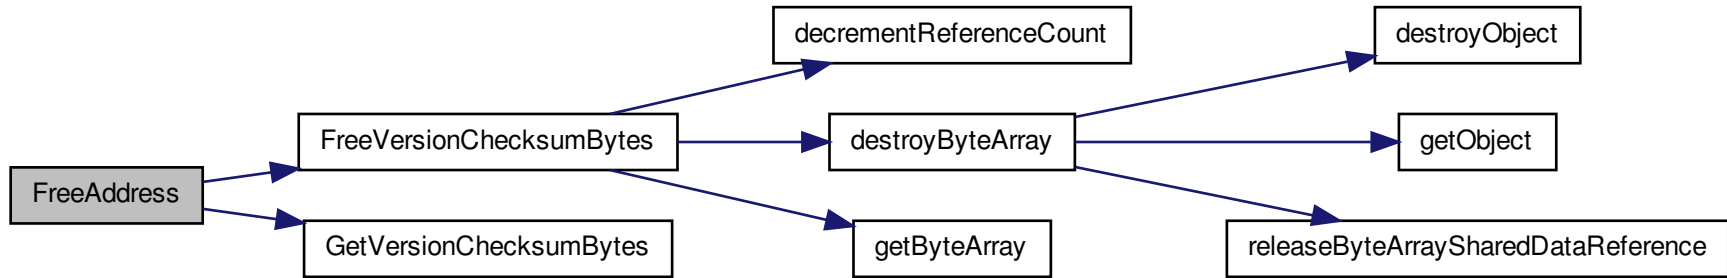 FreeAddress
FreeVersionChecksumBytes
GetVersionChecksumBytes
decrementReferenceCount
destroyByteArray
getByteArray
destroyObject
getObject
releaseByteArraySharedDataReference